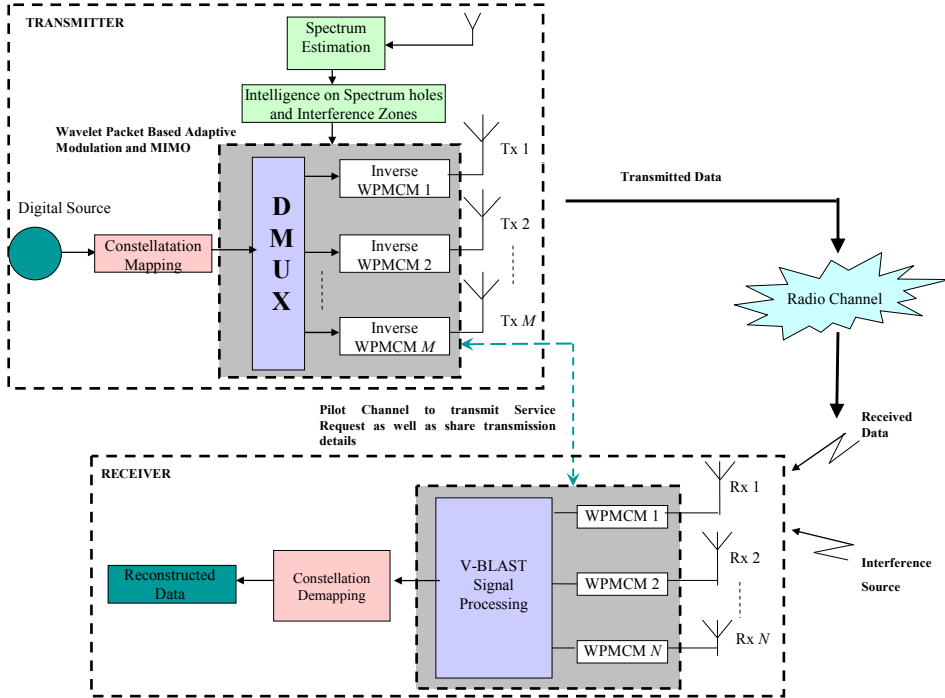 TRANSMITTER
Spectrum
Estimation
Intelligence on Spectrum holes
and Interference Zones
Wavelet Packet Based Adaptive
Modulation and MIMO
Digital Source
Constellatation
Mapping
D
M
U
X
Inverse
WPMCM 1
Inverse
WPMCM 2
Inverse
WPMCM M
Tx 1
Tx 2
Tx M
Transmitted Data
Radio Channel
Received
Data
Interference
Source
Pilot Channel to transmit Service
Request as well as share transmission
details
RECEIVER
Reconstructed
Data
Constellation
Demapping
V-BLAST
Signal
Processing
WPMCM 1
WPMCM 2
WPMCM N
Rx 1
Rx 2
Rx N